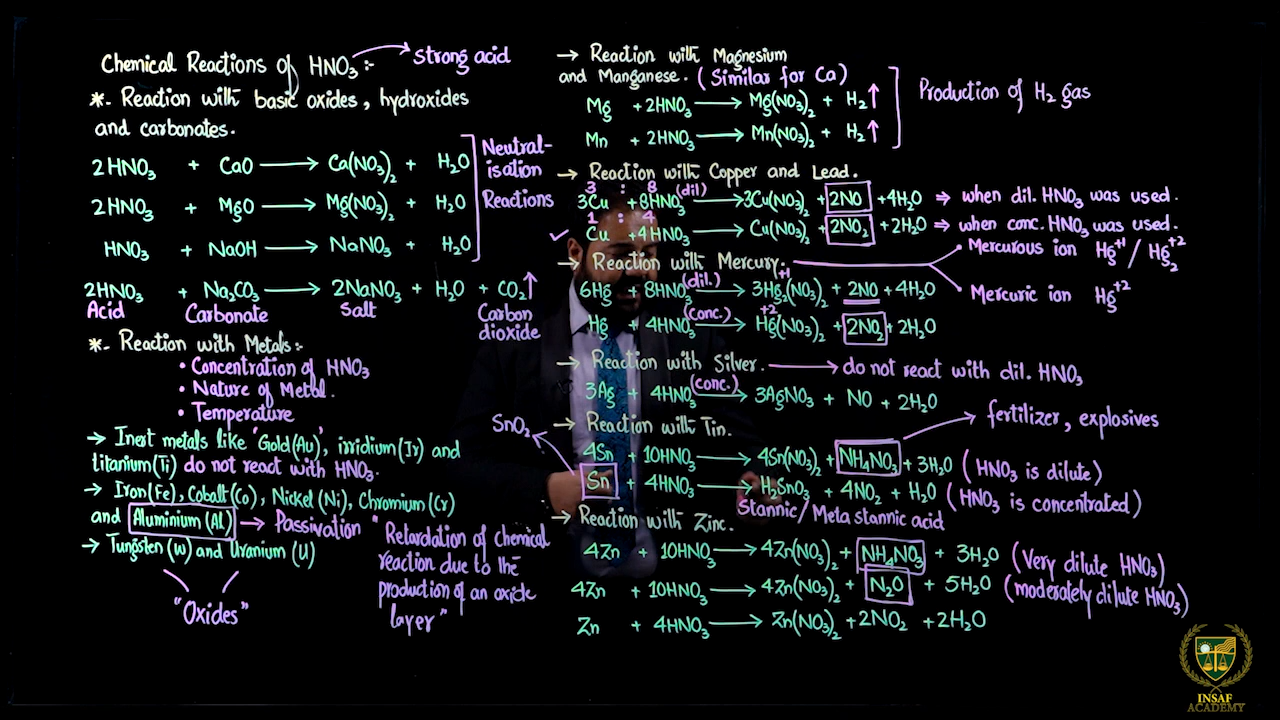 Chemical Reactions of HNO₃ :- → Strong acid
*- Reaction with basic oxides, hydroxides
and carbonates.
2HNO₃ + CaO → Ca(NO₃)₂ + H₂O
2HNO₃ + MgO → Mg(NO₃)₂ + H₂O
HNO₃ + NaOH → NaNO₃ + H₂O
Neutral-
isation
Reactions
2HNO₃ + Na₂CO₃ → 2NaNO₃ + H₂O + CO₂↑
Acid Carbonate Salt Carbon
dioxide
*- Reaction with Metals:-
• Concentration of HNO₃
• Nature of Metal.
• Temperature
→ Inert metals like 'Gold(Au), irridium(Ir) and
titanium(Ti) do not react with HNO₃.
→ Iron(Fe), Cobalt(Co), Nickel(Ni), Chromium(Cr)
and Aluminium(Al) → Passivation
"Retardation of chemical
reaction due to the
production of an oxide
layer"
→ Tungsten(W) and Uranium(U)
"Oxides"
→ Reaction with Magnesium
and Manganese. (Similar for Ca)
Mg + 2HNO₃ → Mg(NO₃)₂ + H₂↑
Mn + 2HNO₃ → Mn(NO₃)₂ + H₂↑
Production of H₂ gas
→ Reaction with Copper and Lead.
3 : 8 (dil)
3Cu + 8HNO₃ → 3Cu(NO₃)₂ + 2NO + 4H₂O ⇒ when dil. HNO₃ was used.
1 : 4
✓ Cu + 4HNO₃ → Cu(NO₃)₂ + 2NO₂ + 2H₂O ⇒ when conc. HNO₃ was used.
→ Reaction with Mercury.
Mercurous ion Hg⁺¹ / Hg₂⁺²
Mercuric ion Hg⁺²
+1
6Hg + 8HNO₃ (dil.) → 3Hg₂(NO₃)₂ + 2NO + 4H₂O
+2
Hg + 4HNO₃ (conc.) → Hg(NO₃)₂ + 2NO₂ + 2H₂O
→ Reaction with Silver. → do not react with dil. HNO₃
3Ag + 4HNO₃ (conc.) → 3AgNO₃ + NO + 2H₂O
→ Reaction with Tin.
fertilizer, explosives
SnO₂
4Sn + 10HNO₃ → 4Sn(NO₃)₂ + NH₄NO₃ + 3H₂O (HNO₃ is dilute)
Sn + 4HNO₃ → H₂SnO₃ + 4NO₂ + H₂O (HNO₃ is concentrated)
Stannic/Meta stannic acid
→ Reaction with Zinc.
4Zn + 10HNO₃ → 4Zn(NO₃)₂ + NH₄NO₃ + 3H₂O (Very dilute HNO₃)
4Zn + 10HNO₃ → 4Zn(NO₃)₂ + N₂O + 5H₂O (moderately dilute HNO₃)
Zn + 4HNO₃ → Zn(NO₃)₂ + 2NO₂ + 2H₂O
INSAF
ACADEMY